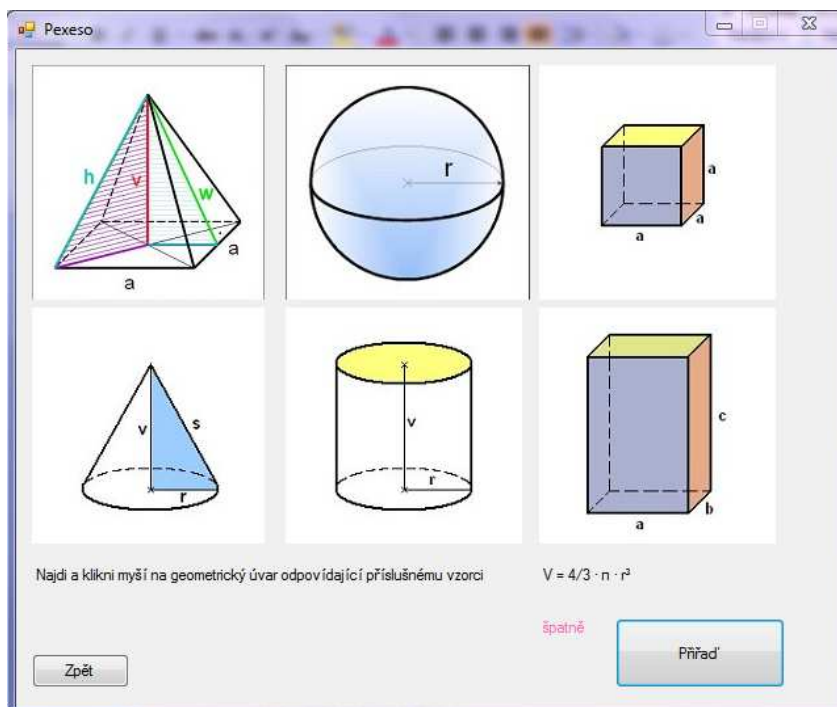 Pexeso
h
v
w
a
a
r
a
a
a
v
s
r
v
r
c
b
a
Najdi a klikni myší na geometrický úvar odpovídající příslušnému vzorci
V = 4/3 · π · r³
špatně
Přiřaď
Zpět